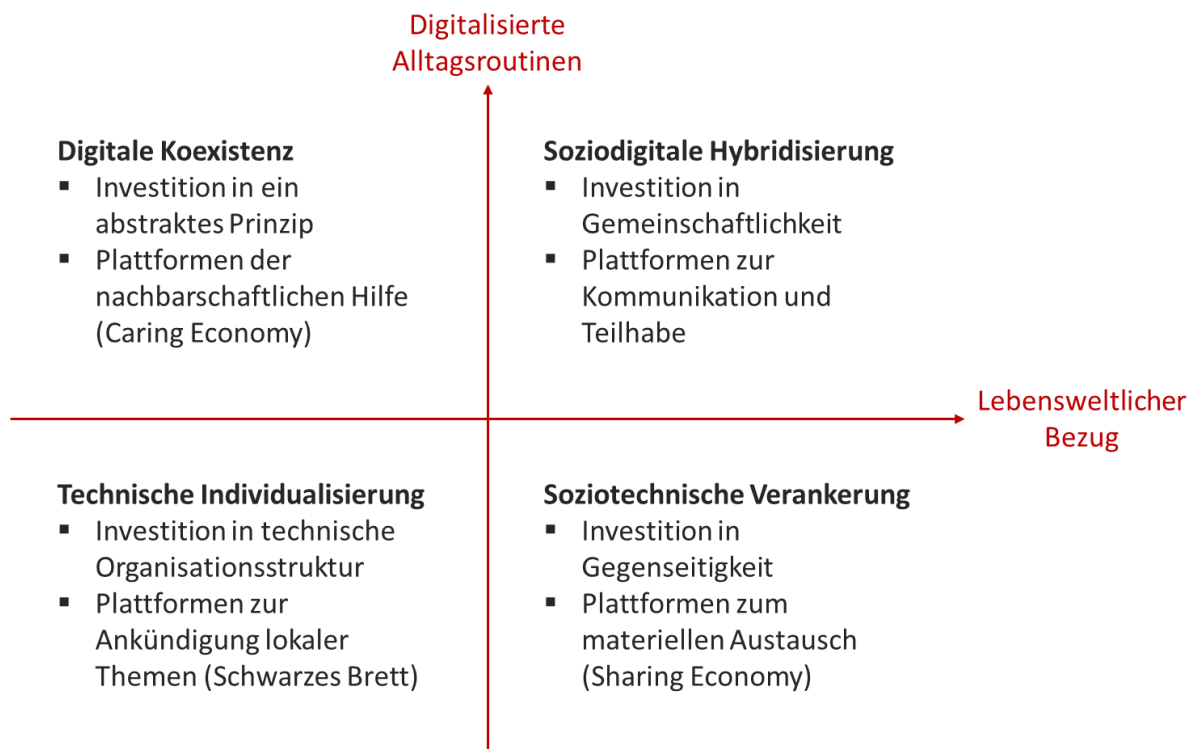 Digitalisierte
Alltagsroutinen
Digitale Koexistenz
▪ Investition in ein
abstraktes Prinzip
▪ Plattformen der
nachbarschaftlichen Hilfe
(Caring Economy)
Soziodigitale Hybridisierung
▪ Investition in
Gemeinschaftlichkeit
▪ Plattformen zur
Kommunikation und
Teilhabe
Lebensweltlicher
Bezug
Technische Individualisierung
▪ Investition in technische
Organisationsstruktur
▪ Plattformen zur
Ankündigung lokaler
Themen (Schwarzes Brett)
Soziotechnische Verankerung
▪ Investition in
Gegenseitigkeit
▪ Plattformen zum
materiellen Austausch
(Sharing Economy)